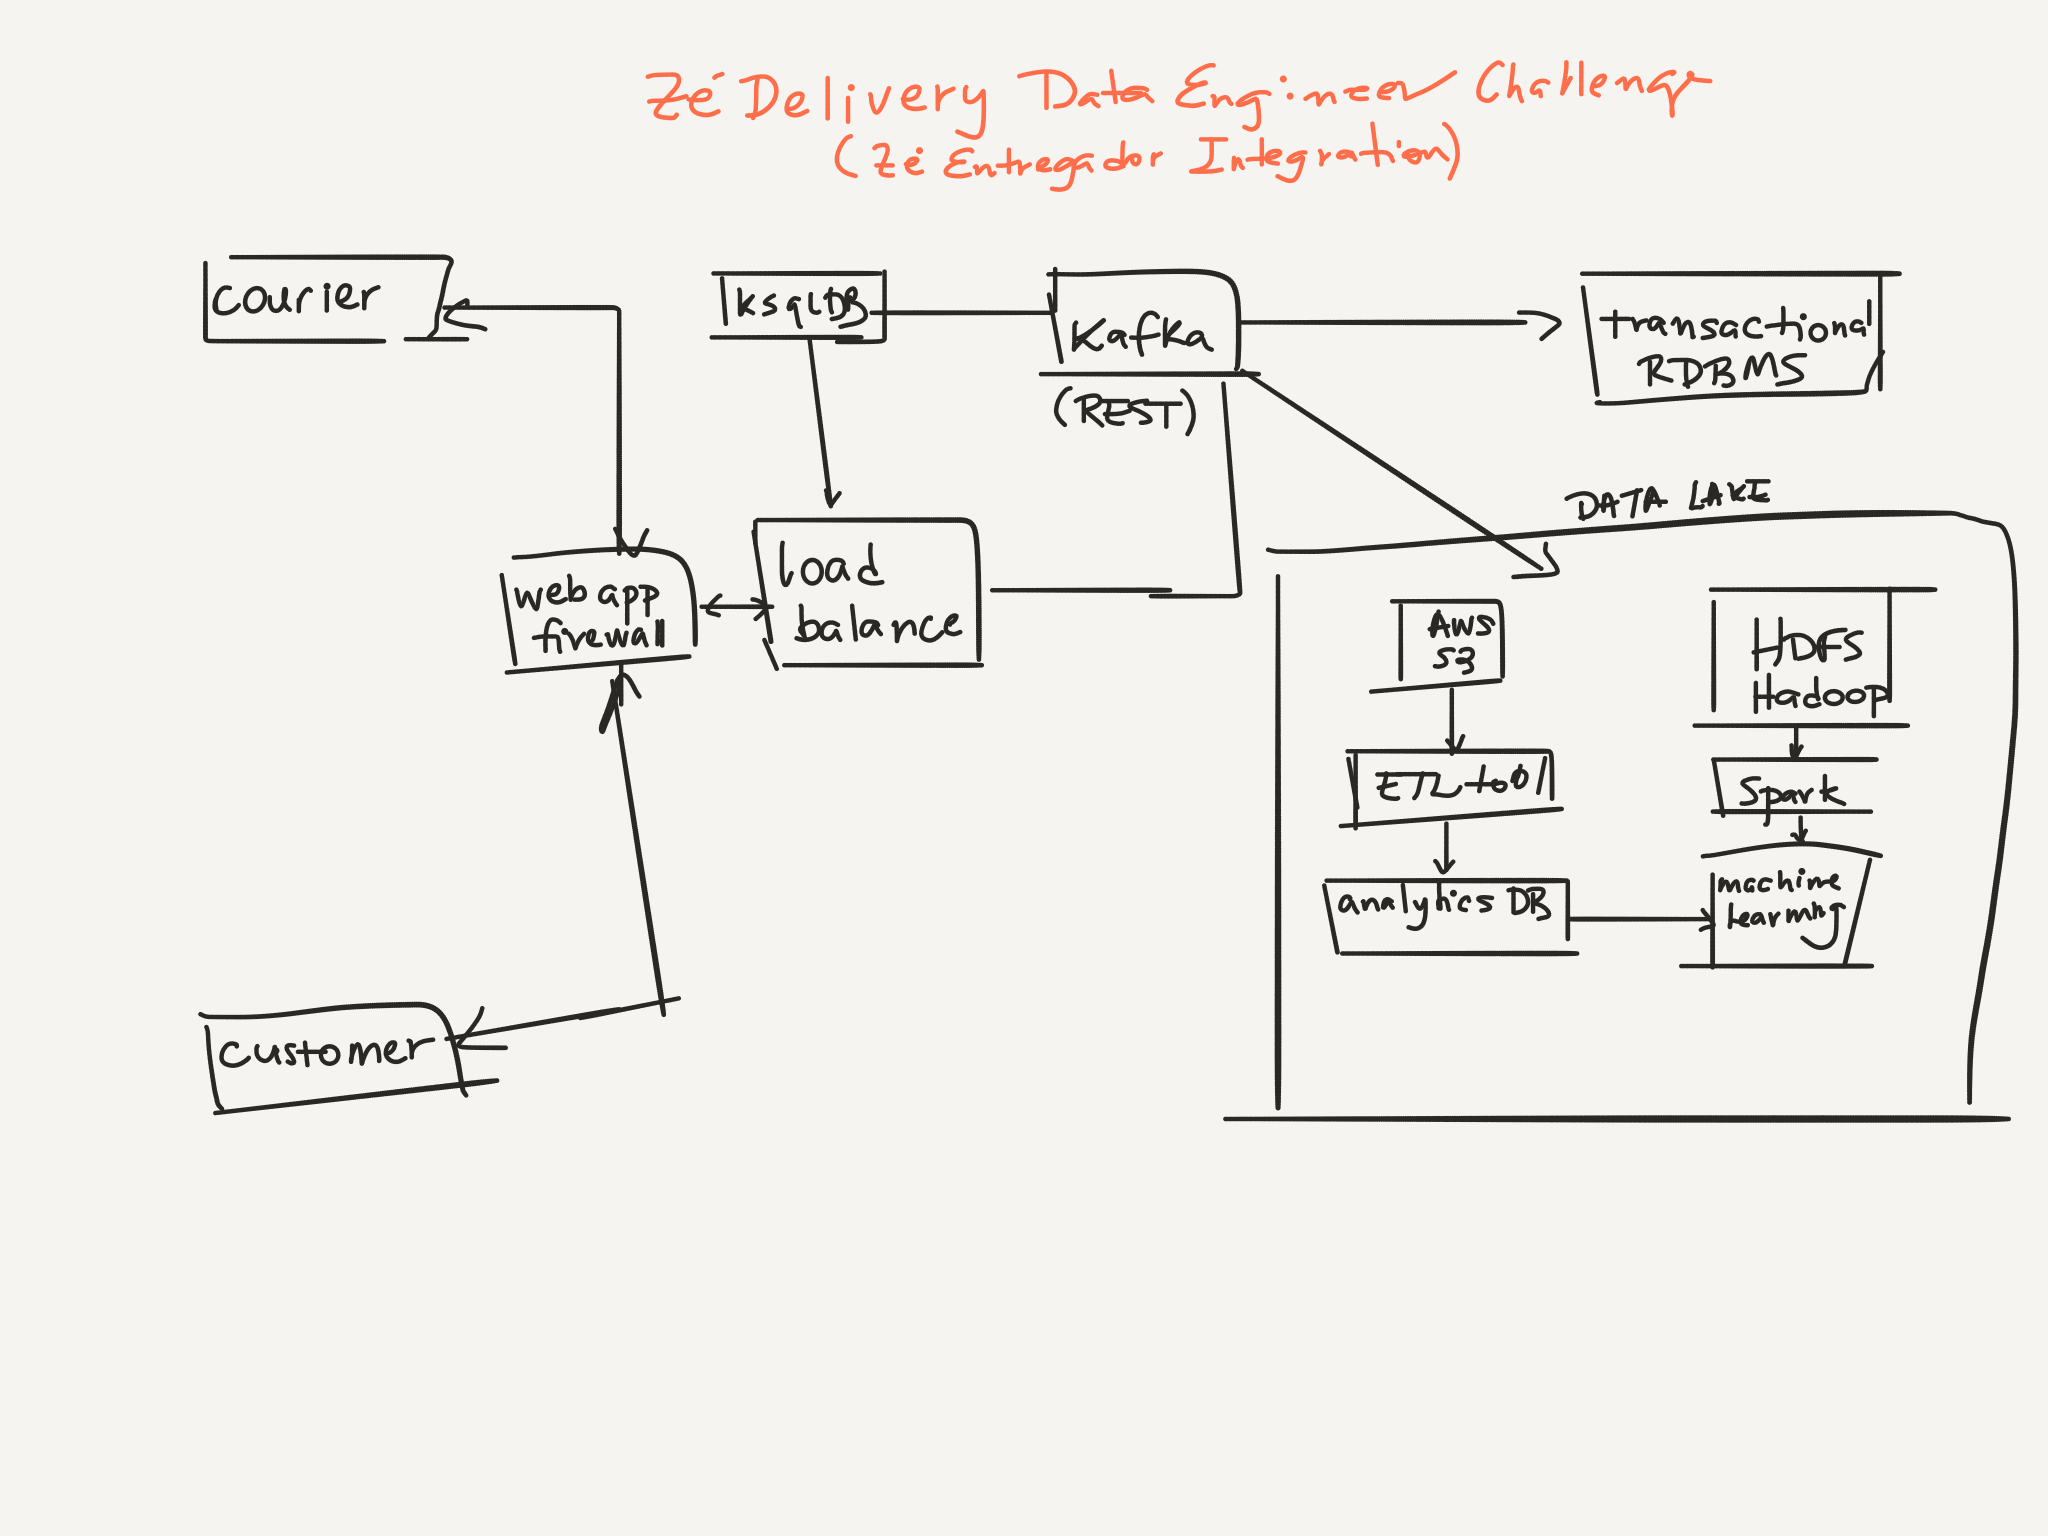 Zé Delivery Data Engineer Challenge
(Zé Entregador Integration)
courier
ksqlDB
Kafka
(REST)
transactional
RDBMS
DATA LAKE
web app
firewall
load
balance
AWS
S3
HDFS
Hadoop
ETL tool
Spark
analytics DB
machine
learning
customer